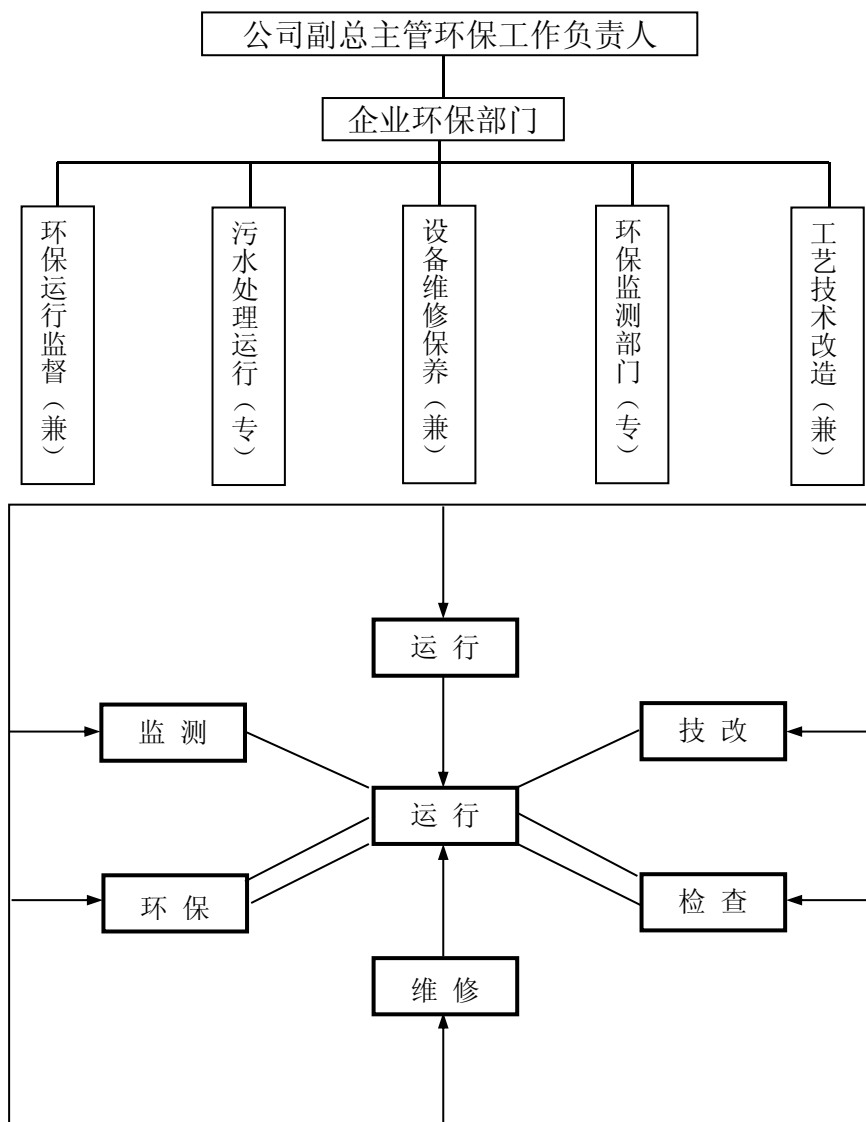 公司副总主管环保工作负责人
企业环保部门
环保运行监督（兼）
污水处理运行（专）
设备维修保养（兼）
环保监测部门（专）
工艺技术改造（兼）
运行
监测
技改
运行
环保
检查
维修